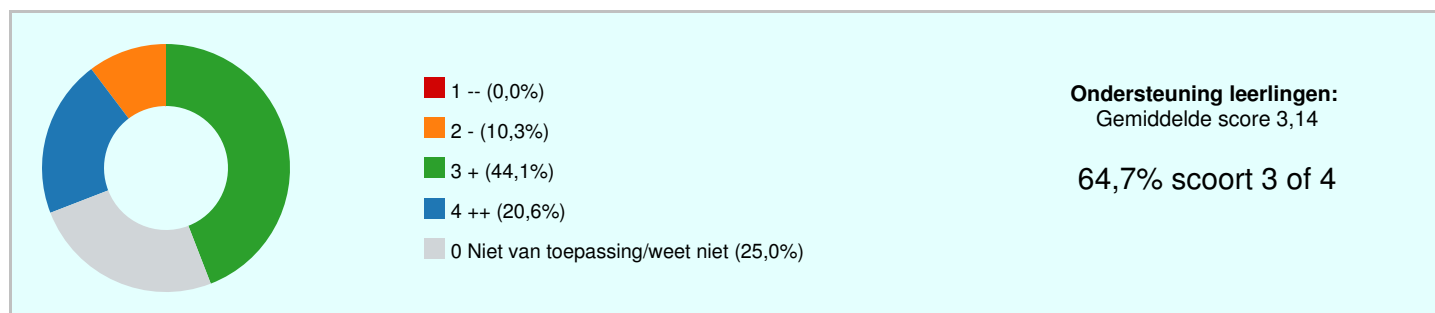 1 -- (0,0%)
2 - (10,3%)
3 + (44,1%)
4 ++ (20,6%)
0 Niet van toepassing/weet niet (25,0%)
Ondersteuning leerlingen:
Gemiddelde score 3,14
64,7% scoort 3 of 4